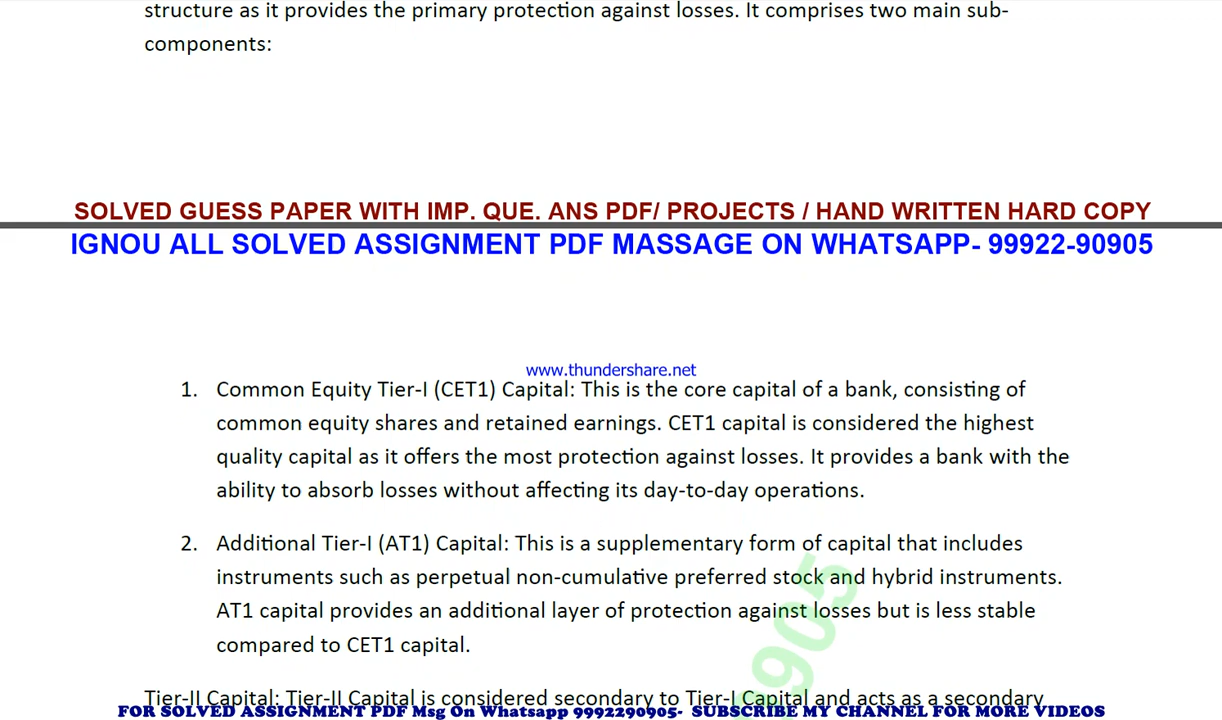 structure as it provides the primary protection against losses. It comprises two main sub-
components:
SOLVED GUESS PAPER WITH IMP. QUE. ANS PDF/ PROJECTS / HAND WRITTEN HARD COPY
IGNOU ALL SOLVED ASSIGNMENT PDF MASSAGE ON WHATSAPP- 99922-90905
www.thundershare.net
1. Common Equity Tier-I (CET1) Capital: This is the core capital of a bank, consisting of
common equity shares and retained earnings. CET1 capital is considered the highest
quality capital as it offers the most protection against losses. It provides a bank with the
ability to absorb losses without affecting its day-to-day operations.
2. Additional Tier-I (AT1) Capital: This is a supplementary form of capital that includes
instruments such as perpetual non-cumulative preferred stock and hybrid instruments.
AT1 capital provides an additional layer of protection against losses but is less stable
compared to CET1 capital.
0905
Tier-II Capital: Tier-II Capital is considered secondary to Tier-I Capital and acts as a secondary
FOR SOLVED ASSIGNMENT PDF Msg On Whatsapp 9992290905- SUBSCRIBE MY CHANNEL FOR MORE VIDEOS